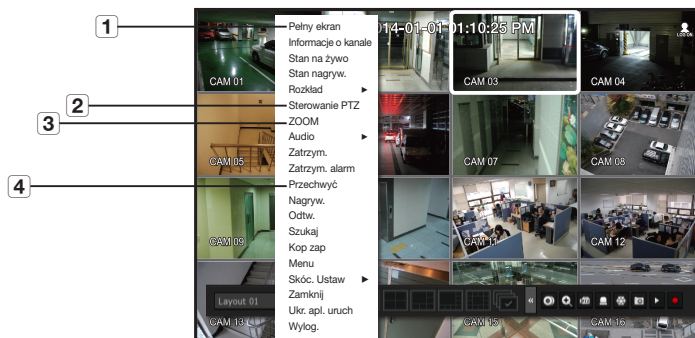 1
2
3
4
Pełny ekran
Informacje o kanale
Stan na żywo
Stan nagryw.
Rozkład
Sterowanie PTZ
ZOOM
Audio
Zatrzym.
Zatrzym. alarm
Przechwyć
Nagryw.
Odtw.
Szukaj
Kop zap
Menu
Skóc. Ustaw
Zamknij
Ukr. apl. uruch
Wylog.
014-01-01 01:10:25 PM
LOG ON
CAM 01
CAM 03
CAM 04
CAM 05
CAM 07
CAM 08
CAM 09
CAM 11
CAM 12
Layout 01
CAM 13
CAM 15
CAM 16